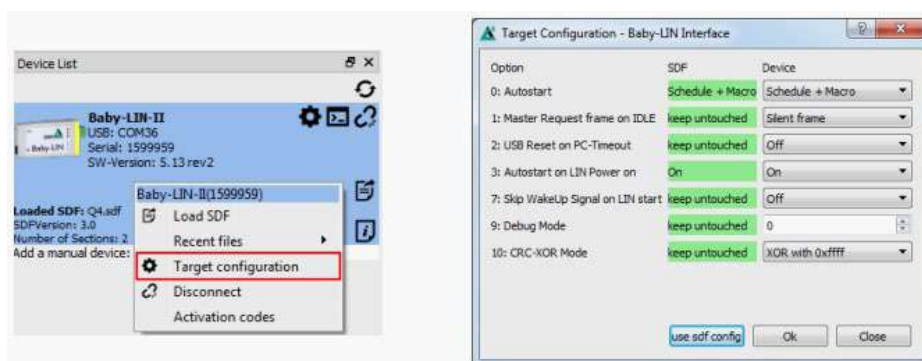 Device List
Baby-LIN-II
USB: COM36
Serial: 1599959
SW-Version: 5.13 rev2
Baby-LIN
Loaded SDF: Q4.sdf
SDFVersion: 3.0
Number of Sections: 2
Add a manual device:
Baby-LIN-II(1599959)
Load SDF
Recent files
Target configuration
Disconnect
Activation codes
Target Configuration - Baby-LIN Interface
Option SDF Device
0: Autostart Schedule + Macro Schedule + Macro
1: Master Request frame on IDLE keep untouched Silent frame
2: USB Reset on PC-Timeout keep untouched Off
3: Autostart on LIN Power on On On
7: Skip WakeUp Signal on LIN start keep untouched Off
9: Debug Mode keep untouched 0
10: CRC-XOR Mode keep untouched XOR with 0xffff
use sdf config Ok Close